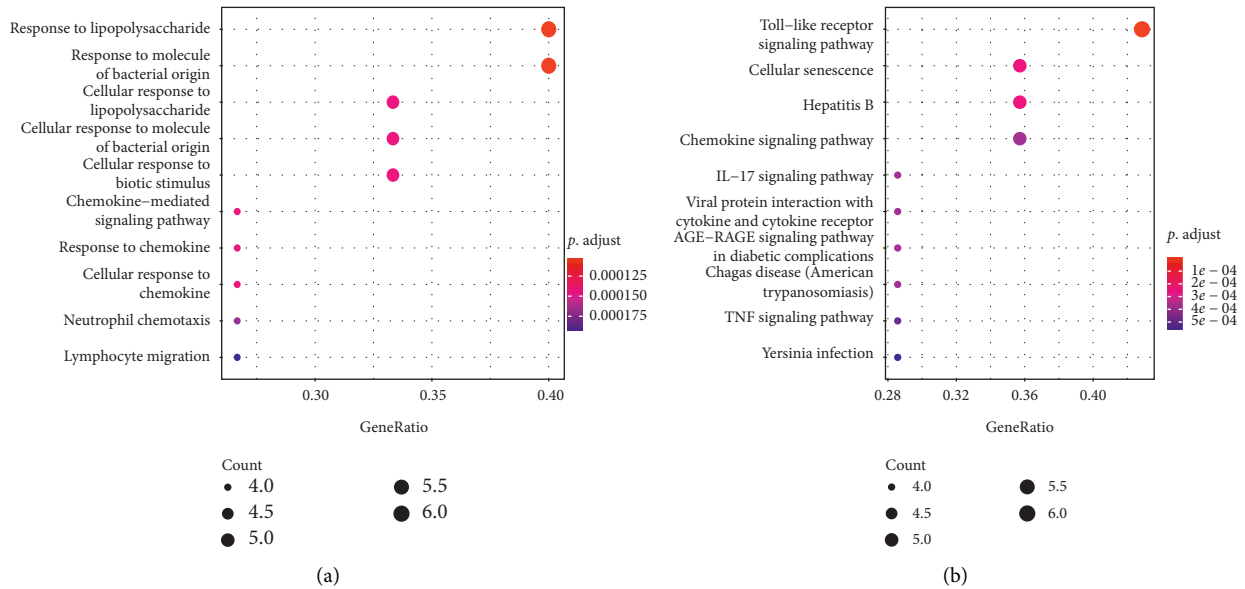 Response to lipopolysaccharide
Response to molecule
of bacterial origin
Cellular response to
lipopolysaccharide
Cellular response to molecule
of bacterial origin
Cellular response to
biotic stimulus
Chemokine−mediated
signaling pathway
Response to chemokine
Cellular response to
chemokine
Neutrophil chemotaxis
Lymphocyte migration
0.30 0.35 0.40
GeneRatio
p. adjust
0.000125
0.000150
0.000175
Count
4.0 5.5
4.5 6.0
5.0
(a)
Toll−like receptor
signaling pathway
Cellular senescence
Hepatitis B
Chemokine signaling pathway
IL−17 signaling pathway
Viral protein interaction with
cytokine and cytokine receptor
AGE−RAGE signaling pathway
in diabetic complications
Chagas disease (American
trypanosomiasis)
TNF signaling pathway
Yersinia infection
0.28 0.32 0.36 0.40
GeneRatio
p. adjust
1e − 04
2e − 04
3e − 04
4e − 04
5e − 04
Count
4.0 5.5
4.5 6.0
5.0
(b)